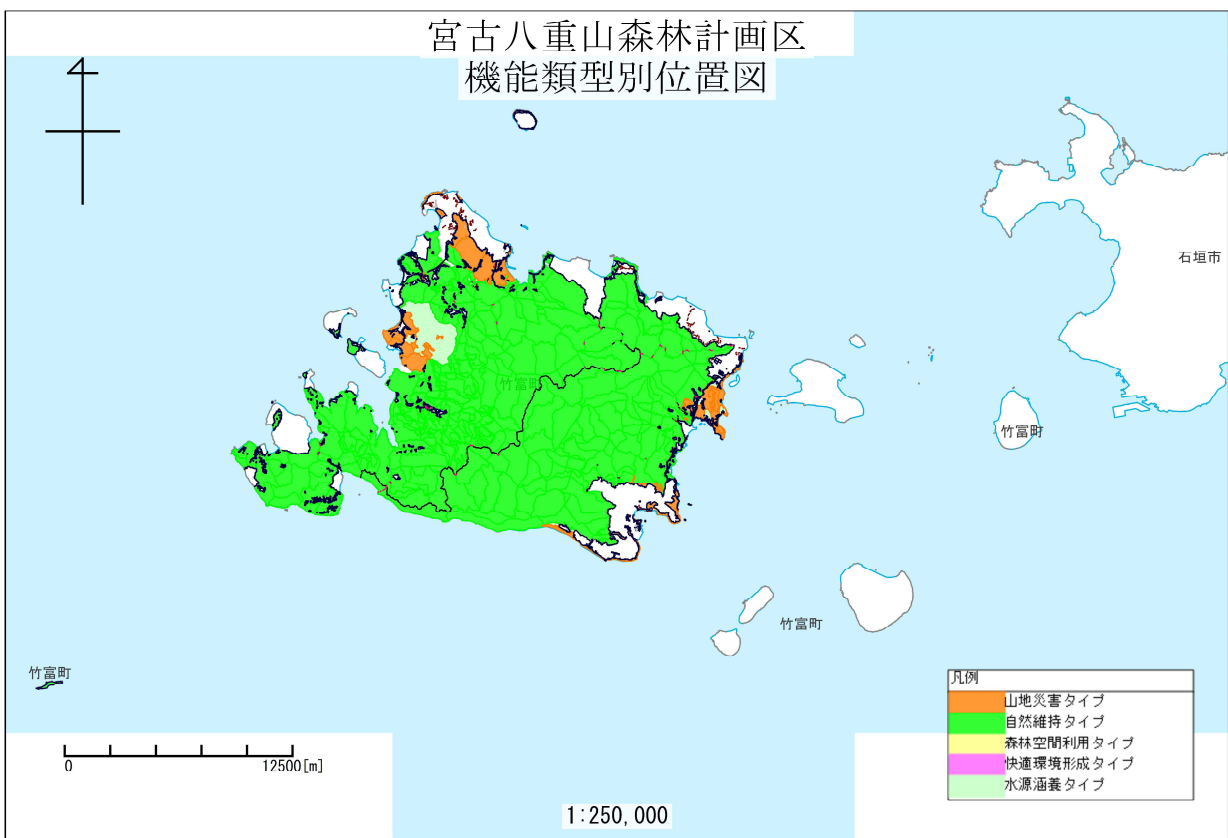 宮古八重山森林計画区
機能類型別位置図
石垣市
竹富町
竹富町
竹富町
竹富町
凡例
山地災害タイプ
自然維持タイプ
森林空間利用タイプ
快適環境形成タイプ
水源涵養タイプ
0
12500[m]
1:250,000